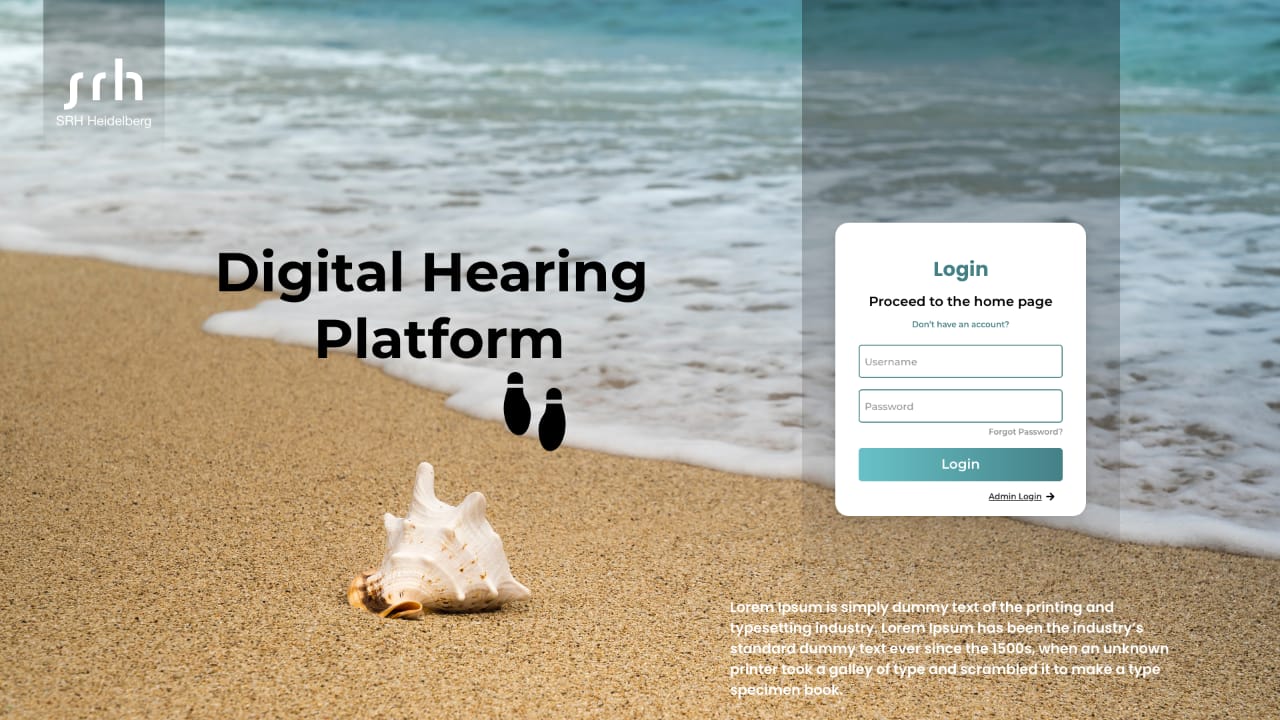 srh
SRH Heidelberg
Digital Hearing
Platform
Login
Proceed to the home page
Don't have an account?
Username
Password
Forgot Password?
Login
Admin Login
Lorem Ipsum is simply dummy text of the printing and
typesetting industry. Lorem Ipsum has been the industry's
standard dummy text ever since the 1500s, when an unknown
printer took a galley of type and scrambled it to make a type
specimen book.